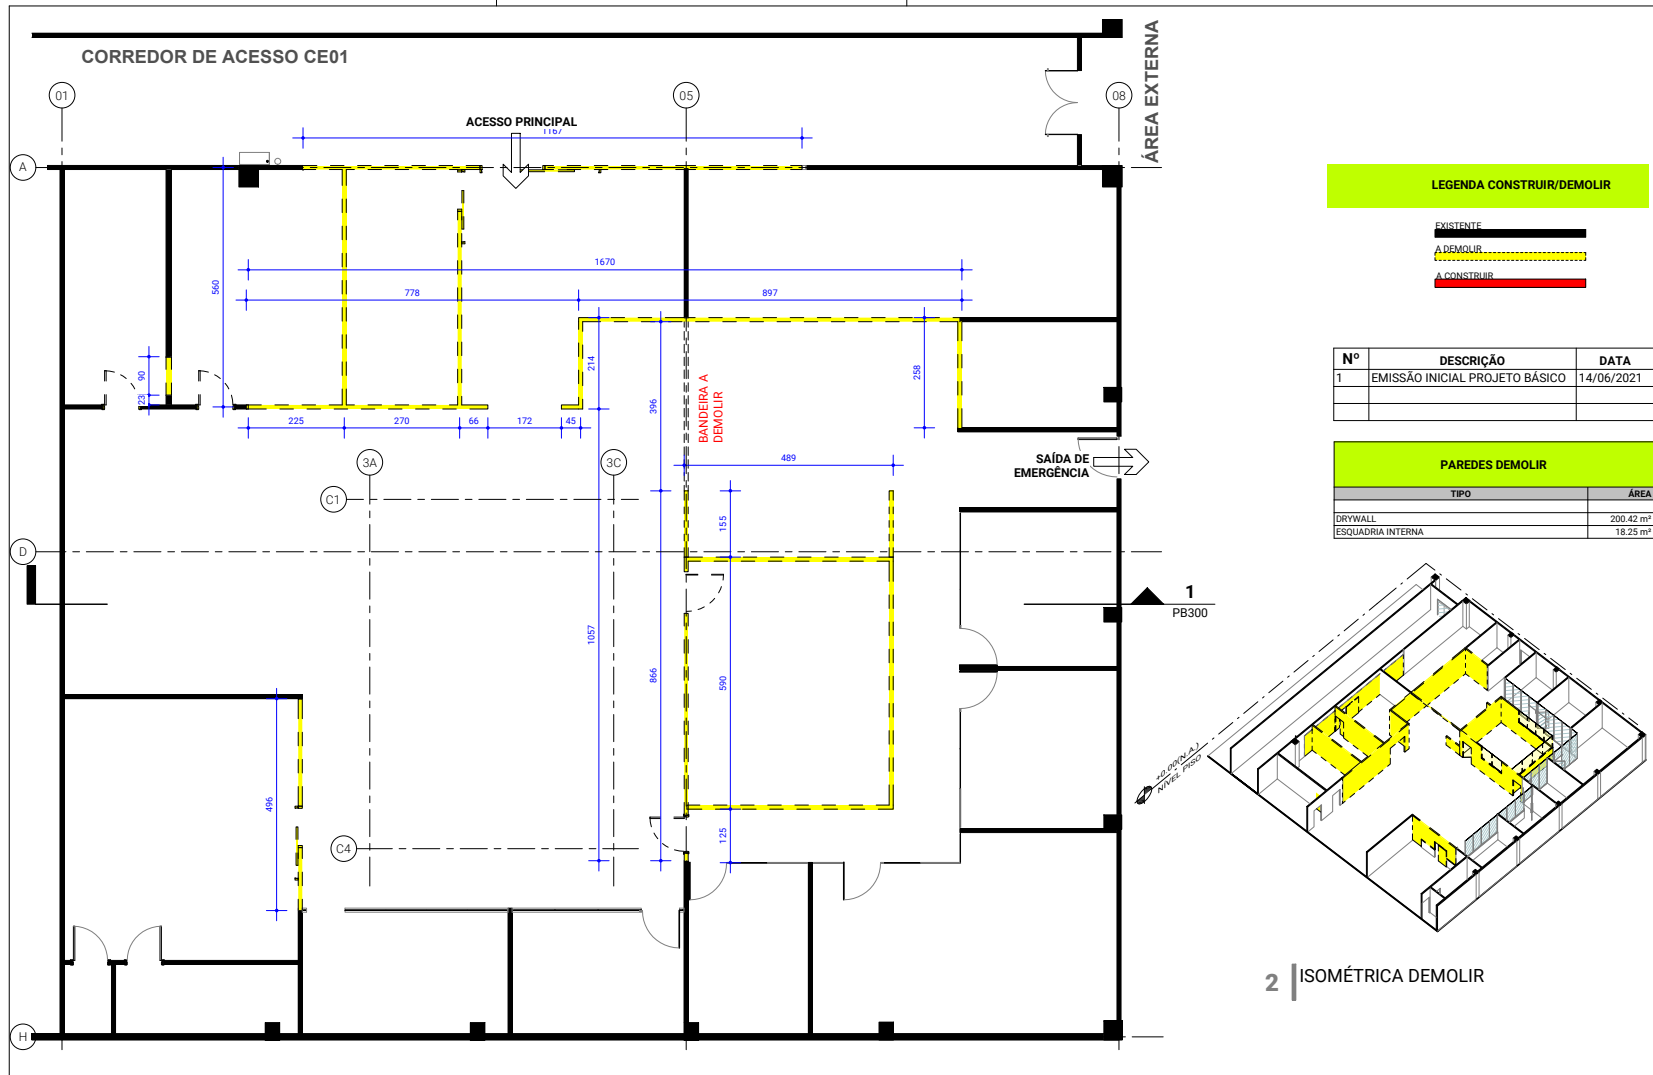 CORREDOR DE ACESSO CE01
ÁREA EXTERNA
01
05
08
ACESSO PRINCIPAL
1167
A
LEGENDA CONSTRUIR/DEMOLIR
EXISTENTE
A DEMOLIR
A CONSTRUIR
1670
560
778
897
90
23
214
396
258
BANDEIRA A
DEMOLIR
Nº
DESCRIÇÃO
DATA
1
EMISSÃO INICIAL PROJETO BÁSICO
14/06/2021
225
270
66
172
45
3A
3C
489
SAÍDA DE
EMERGÊNCIA
PAREDES DEMOLIR
TIPO
ÁREA
DRYWALL
200.42 m²
ESQUADRIA INTERNA
18.25 m²
C1
155
D
1
PB300
1057
866
590
496
125
C4
+0.00(N.A.)
NÍVEL PISO
2
ISOMÉTRICA DEMOLIR
H